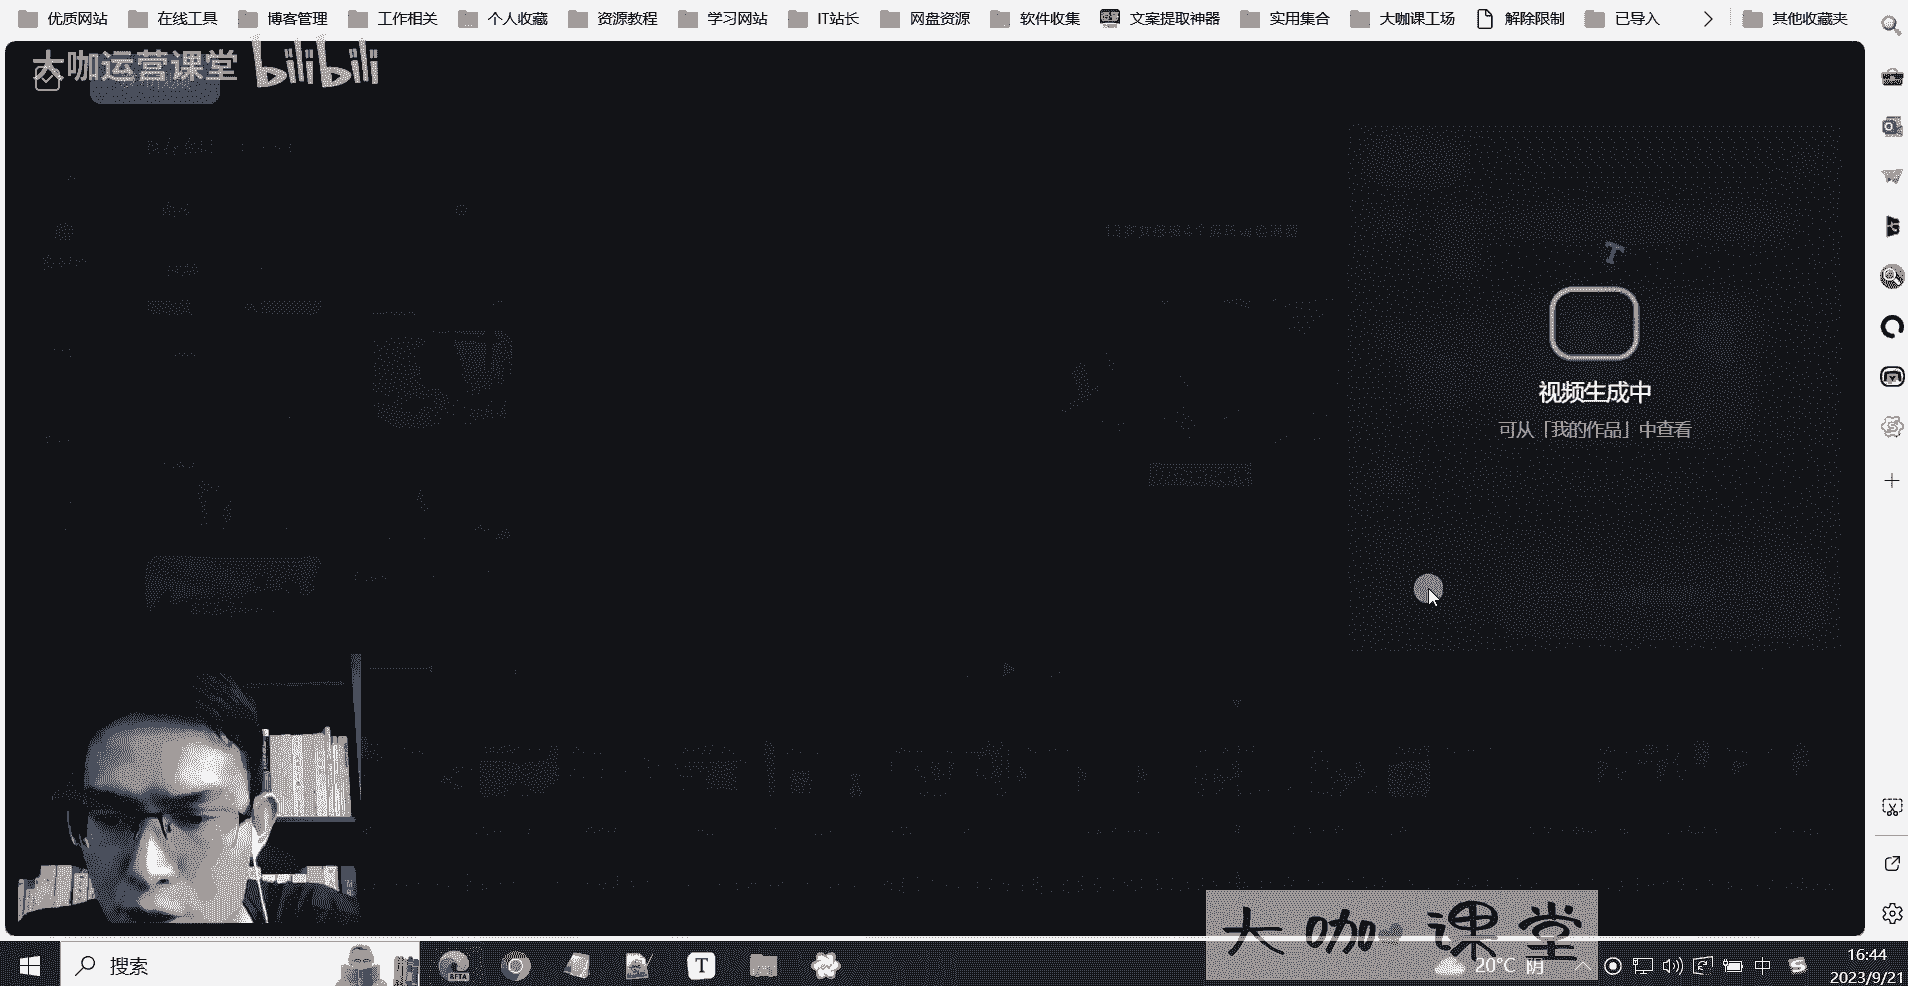 优质网站 在线工具 博客管理 工作相关 个人收藏 资源教程 学习网站 IT站长 网盘资源 软件收集 文案提取神器 实用集合 大咖课工场 解除限制 已导入 其他收藏夹
大咖运营课堂 bilibili
T
视频生成中
可从「我的作品」中查看
大咖课堂
搜索
BETA
T
20°C 阴
中
16:44
2023/9/21